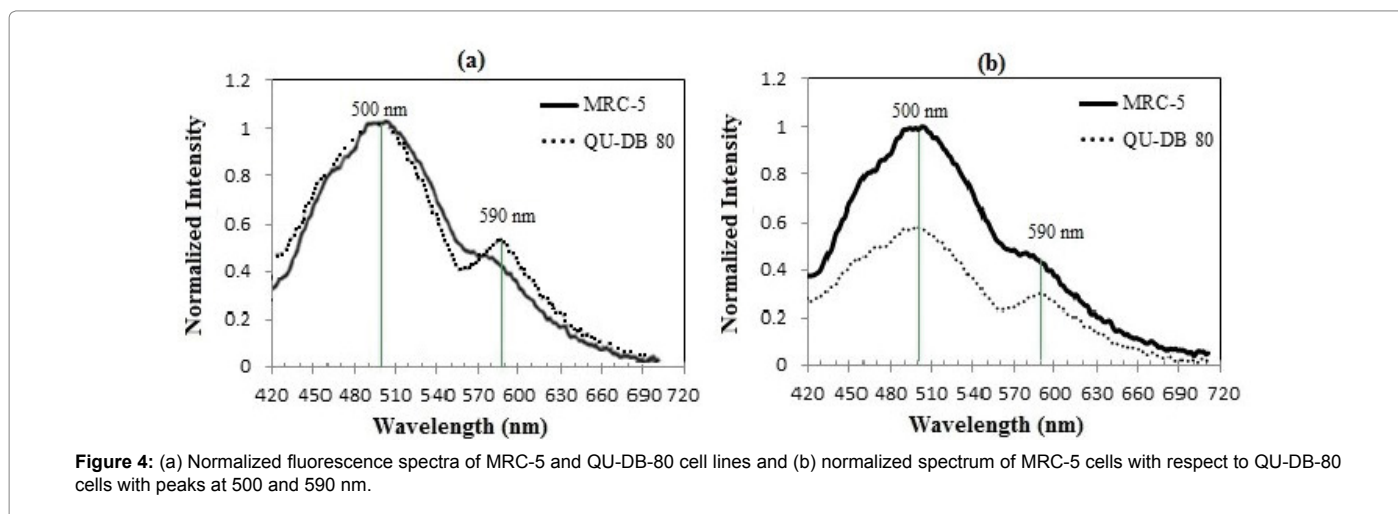 (a)
Normalized Intensity
1.2
1
0.8
0.6
0.4
0.2
0
500 nm
590 nm
MRC-5
QU-DB 80
420 450 480 510 540 570 600 630 660 690 720
Wavelength (nm)
(b)
Normalized Intensity
1.2
1
0.8
0.6
0.4
0.2
0
500 nm
590 nm
MRC-5
QU-DB 80
420 450 480 510 540 570 600 630 660 690 720
Wavelength (nm)
Figure 4: (a) Normalized fluorescence spectra of MRC-5 and QU-DB-80 cell lines and (b) normalized spectrum of MRC-5 cells with respect to QU-DB-80
cells with peaks at 500 and 590 nm.